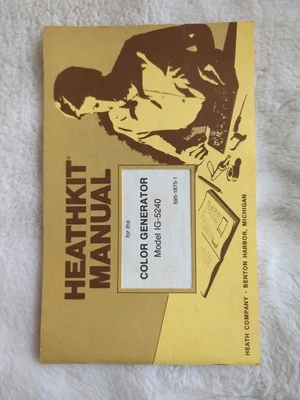 HEATHKIT®
MANUAL
for the
COLOR GENERATOR
Model IG-5240
595-1875-1
HEATH COMPANY • BENTON HARBOR, MICHIGAN